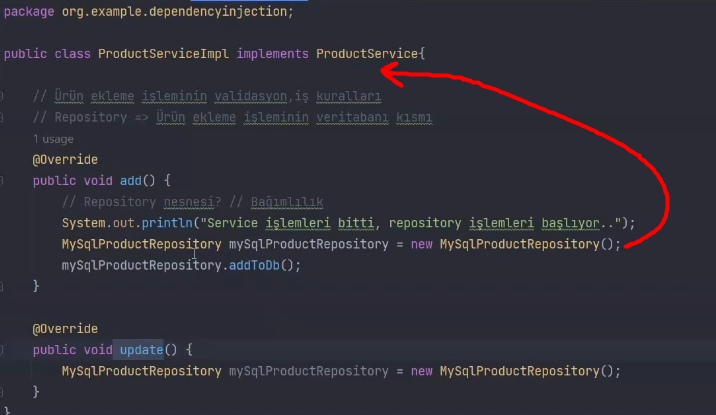 package org.example.dependencyinjection;
public class ProductServiceImpl implements ProductService{
// Ürün ekleme işleminin validasyon,iş kuralları
// Repository => Ürün ekleme işleminin veritabanı kısmı
1 usage
@Override
public void add() {
// Repository nesnesi? // Bağımlılık
System.out.println("Service işlemleri bitti, repository işlemleri başlıyor..");
MySqlProductRepository mySqlProductRepository = new MySqlProductRepository();
mySqlProductRepository.addToDb();
}
@Override
public void update() {
MySqlProductRepository mySqlProductRepository = new MySqlProductRepository();
}
}